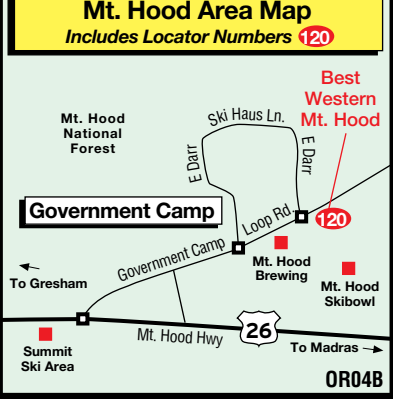 Mt. Hood Area Map
Includes Locator Numbers 120
Best
Western
Mt. Hood
Mt. Hood
National
Forest
Ski Haus Ln.
E Darr
E Darr
Government Camp
Loop Rd.
120
Government Camp
Mt. Hood
Brewing
To Gresham
Mt. Hood
Skibowl
Mt. Hood Hwy
26
Summit
Ski Area
To Madras
OR04B